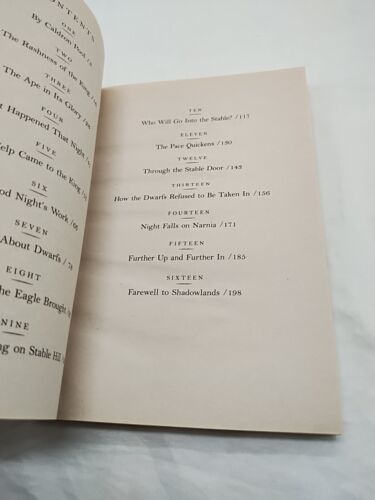 ONTENTS
ONE
By Caldron Pool /
TWO
The Rashness of the King /
THREE
The Ape in Its Glory /
FOUR
t Happened That Night /
FIVE
elp Came to the King /
SIX
od Night's Work /
SEVEN
About Dwarfs /
EIGHT
he Eagle Brought /
NINE
ng on Stable Hill /
TEN
Who Will Go Into the Stable? /117
ELEVEN
The Pace Quickens /130
TWELVE
Through the Stable Door /143
THIRTEEN
How the Dwarfs Refused to Be Taken In /156
FOURTEEN
Night Falls on Narnia /171
FIFTEEN
Further Up and Further In /185
SIXTEEN
Farewell to Shadowlands /198